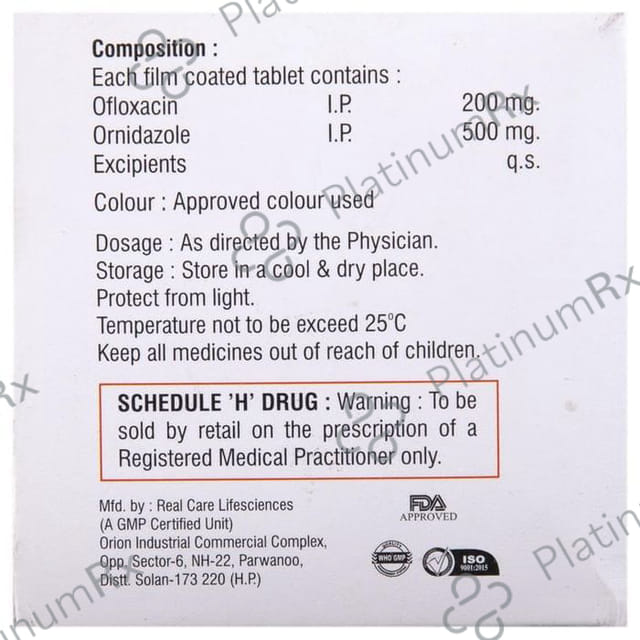 Composition :
Each film coated tablet contains :
Ofloxacin I.P. 200 mg.
Ornidazole I.P. 500 mg.
Excipients q.s.
Colour : Approved colour used
Dosage : As directed by the Physician.
Storage : Store in a cool & dry place.
Protect from light.
Temperature not to be exceed 25°C
Keep all medicines out of reach of children.
SCHEDULE 'H' DRUG : Warning : To be
sold by retail on the prescription of a
Registered Medical Practitioner only.
Mfd. by : Real Care Lifesciences
(A GMP Certified Unit)
Orion Industrial Commercial Complex,
Opp. Sector-6, NH-22, Parwanoo,
Distt. Solan-173 220 (H.P.)
FDA
APPROVED
WHO GMP
ISO
9001:2015
PlatinumRx
PlatinumRx
PlatinumRx
PlatinumRx